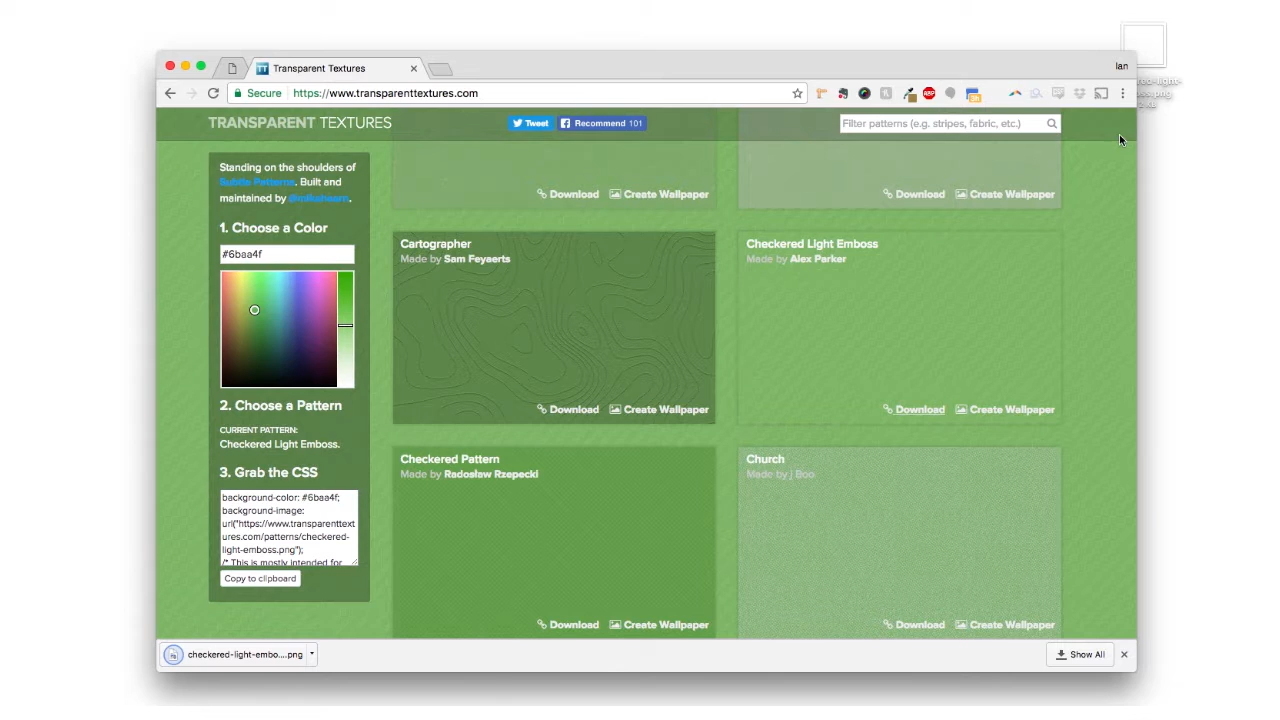 Transparent Textures
Ian
Secure https://www.transparenttextures.com
ABP
TRANSPARENT TEXTURES
Tweet
Recommend 101
Filter patterns (e.g. stripes, fabric, etc.)
Standing on the shoulders of
Subtle Patterns. Built and
maintained by
1. Choose a Color
#6baa4f
2. Choose a Pattern
CURRENT PATTERN:
Checkered Light Emboss.
3. Grab the CSS
background-color: #6baa4f;
background-image:
url("https://www.transparenttext
ures.com/patterns/checkered-
light-emboss.png");
/* This is mostly intended for
Copy to clipboard
Download Create Wallpaper
Download Create Wallpaper
Cartographer
Made by Sam Feyaerts
Download Create Wallpaper
Checkered Light Emboss
Made by Alex Parker
Download Create Wallpaper
Checkered Pattern
Made by Radosław Rzepecki
Download Create Wallpaper
Church
Made by j Boo
Download Create Wallpaper
checkered-light-embo....png
Show All